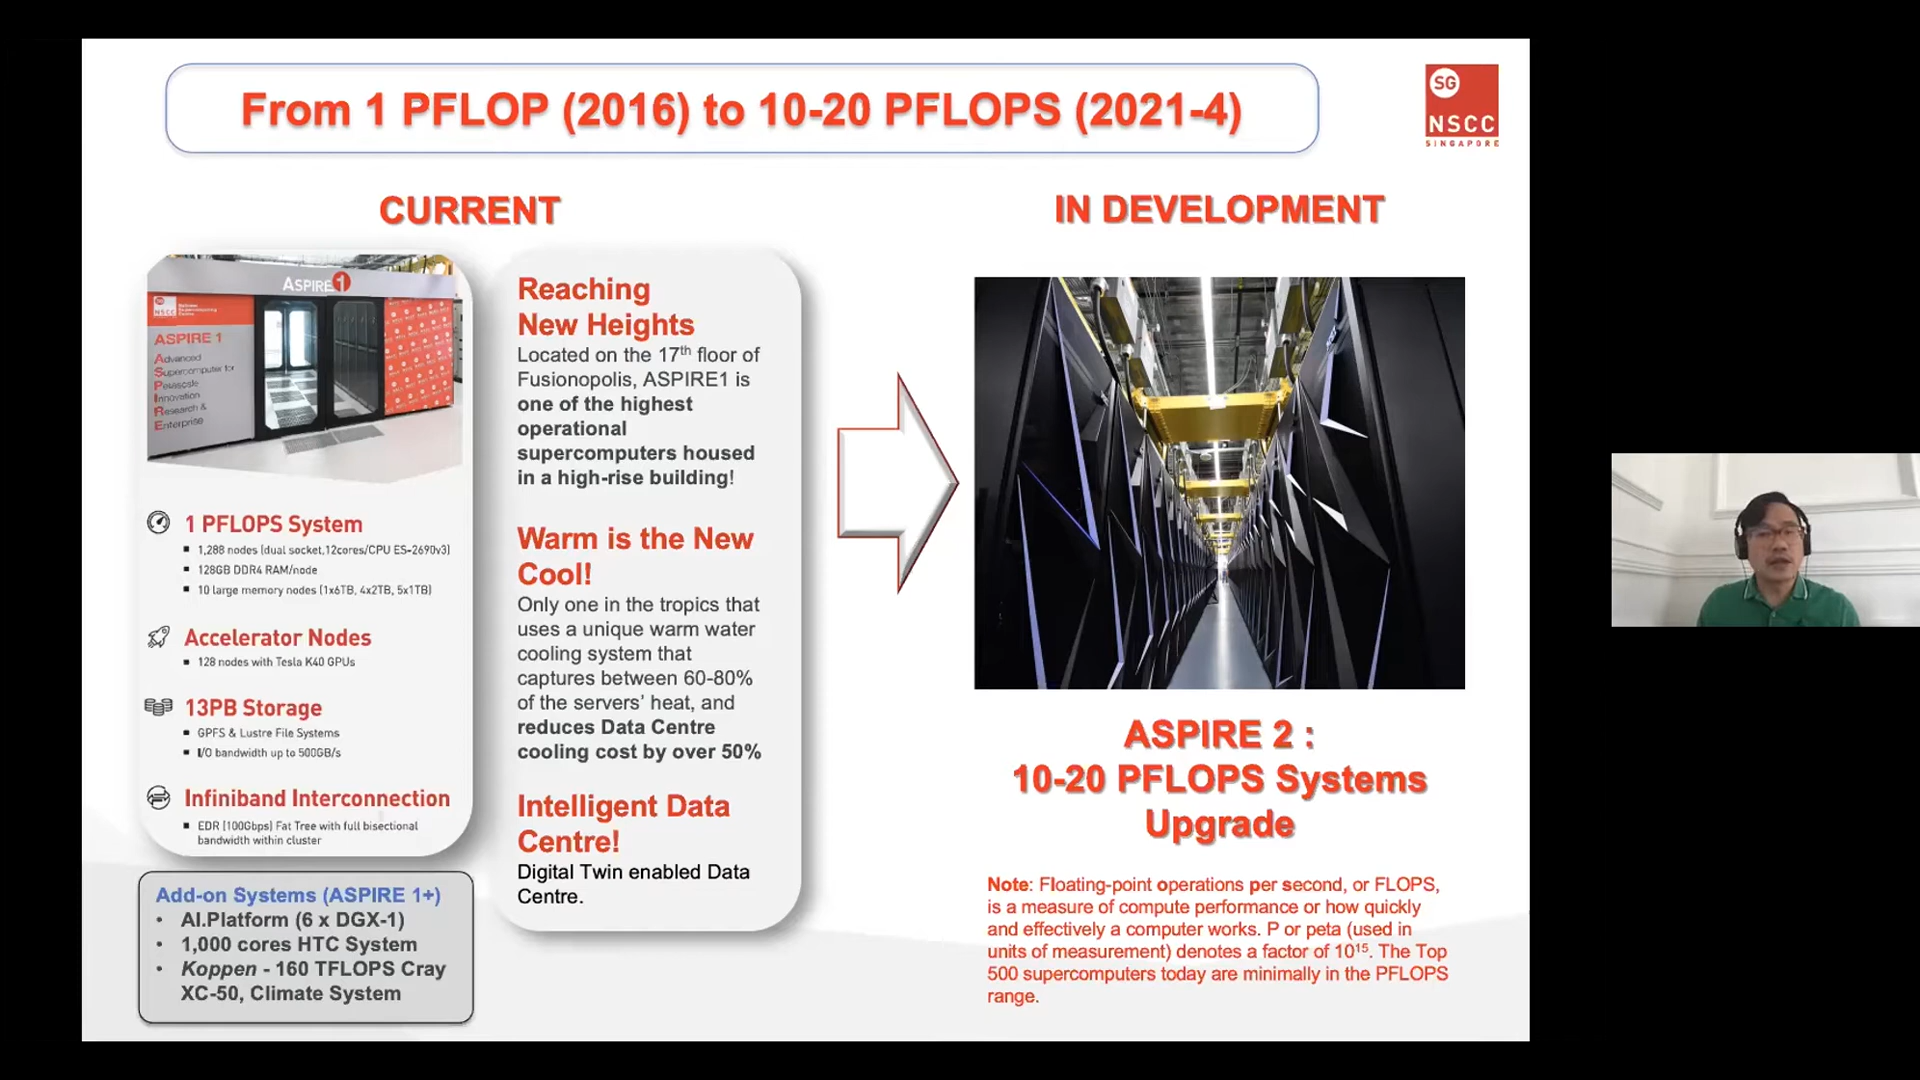 From 1 PFLOP (2016) to 10-20 PFLOPS (2021-4)
SG
NSCC
SINGAPORE
CURRENT
ASPIRE1
NSCC
ASPIRE 1
Advanced
Supercomputer for
Petascale
Innovation
Research &
Enterprise
1 PFLOPS System
▪ 1,288 nodes (dual socket,12cores/CPU E5-2690v3)
▪ 128GB DDR4 RAM/node
▪ 10 large memory nodes (1x6TB, 4x2TB, 5x1TB)
Accelerator Nodes
▪ 128 nodes with Tesla K40 GPUs
13PB Storage
▪ GPFS & Lustre File Systems
▪ I/O bandwidth up to 500GB/s
Infiniband Interconnection
▪ EDR (100Gbps) Fat Tree with full bisectional
bandwidth within cluster
Add-on Systems (ASPIRE 1+)
• AI.Platform (6 x DGX-1)
• 1,000 cores HTC System
• Koppen - 160 TFLOPS Cray
XC-50, Climate System
Reaching
New Heights
Located on the 17th floor of
Fusionopolis, ASPIRE1 is
one of the highest
operational
supercomputers housed
in a high-rise building!
Warm is the New
Cool!
Only one in the tropics that
uses a unique warm water
cooling system that
captures between 60-80%
of the servers' heat, and
reduces Data Centre
cooling cost by over 50%
Intelligent Data
Centre!
Digital Twin enabled Data
Centre.
IN DEVELOPMENT
ASPIRE 2 :
10-20 PFLOPS Systems
Upgrade
Note: Floating-point operations per second, or FLOPS,
is a measure of compute performance or how quickly
and effectively a computer works. P or peta (used in
units of measurement) denotes a factor of 10¹⁵. The Top
500 supercomputers today are minimally in the PFLOPS
range.